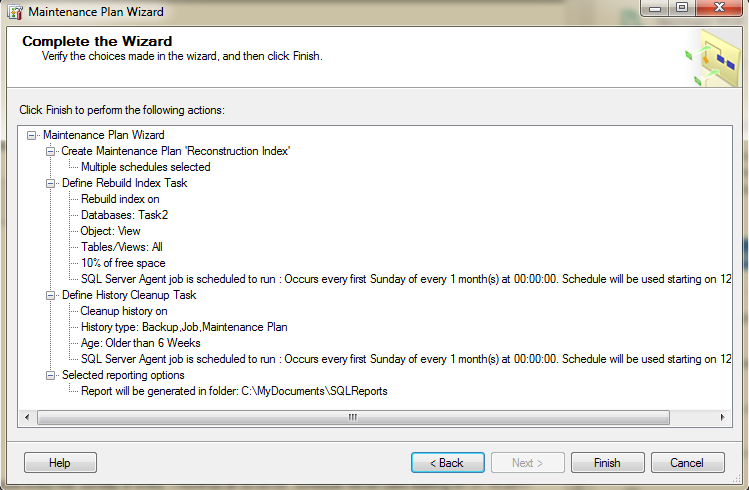 Maintenance Plan Wizard
Complete the Wizard
Verify the choices made in the wizard, and then click Finish.
Click Finish to perform the following actions:
Maintenance Plan Wizard
Create Maintenance Plan 'Reconstruction Index'
Multiple schedules selected
Define Rebuild Index Task
Rebuild index on
Databases: Task2
Object: View
Tables/Views: All
10% of free space
SQL Server Agent job is scheduled to run : Occurs every first Sunday of every 1 month(s) at 00:00:00. Schedule will be used starting on 12
Define History Cleanup Task
Cleanup history on
History type: Backup,Job,Maintenance Plan
Age: Older than 6 Weeks
SQL Server Agent job is scheduled to run : Occurs every first Sunday of every 1 month(s) at 00:00:00. Schedule will be used starting on 12
Selected reporting options
Report will be generated in folder: C:\MyDocuments\SQLReports
Help
< Back
Next >
Finish
Cancel